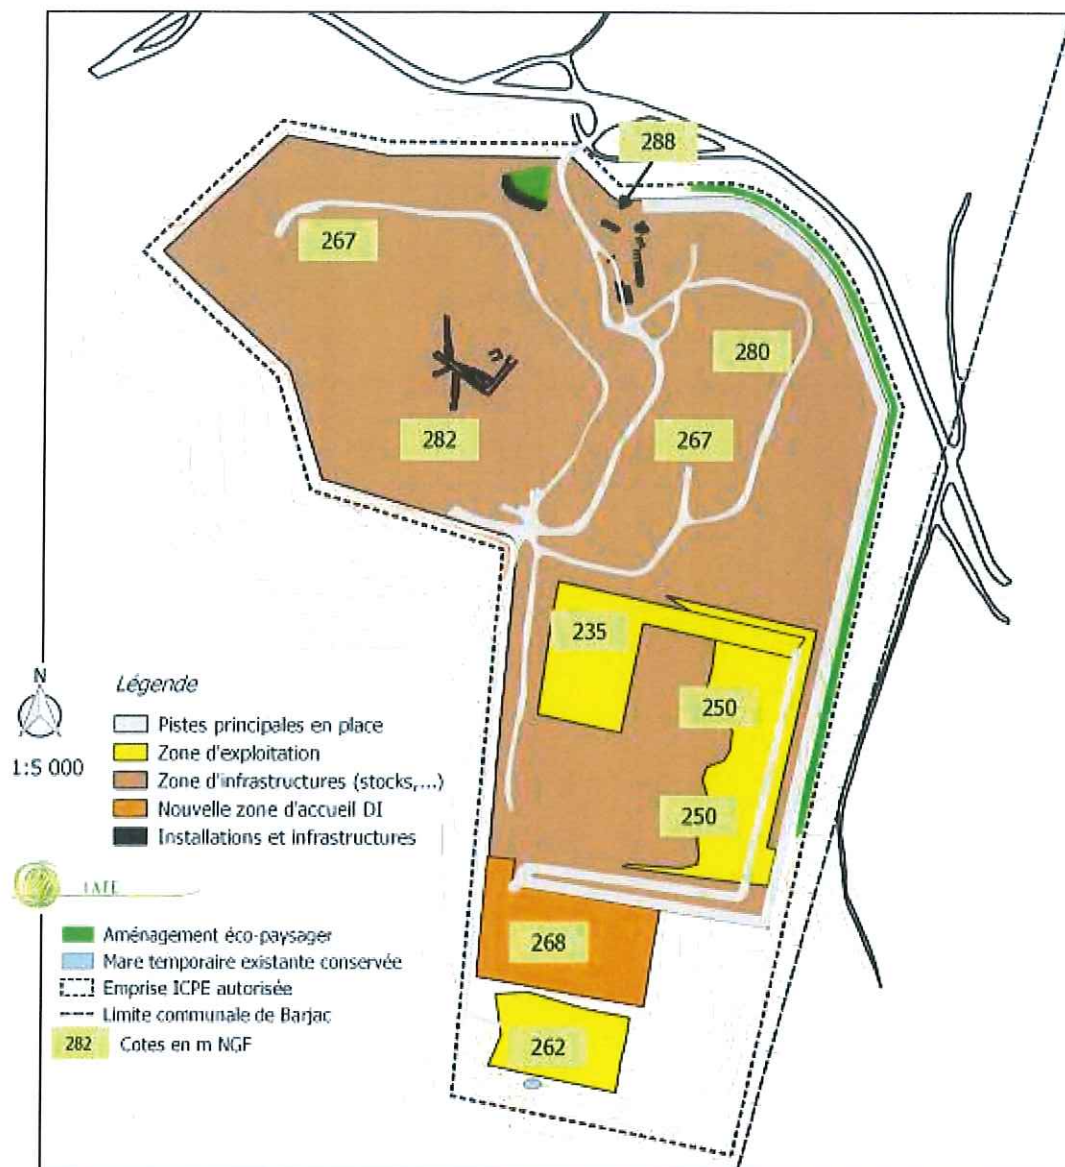 288
267
280
282
267
235
250
250
268
262
N
1:5 000
Légende
Pistes principales en place
Zone d'exploitation
Zone d'infrastructures (stocks,...)
Nouvelle zone d'accueil DI
Installations et infrastructures
Aménagement éco-paysager
Mare temporaire existante conservée
Emprise ICPE autorisée
Limite communale de Barjac
282 Cotes en m NGF